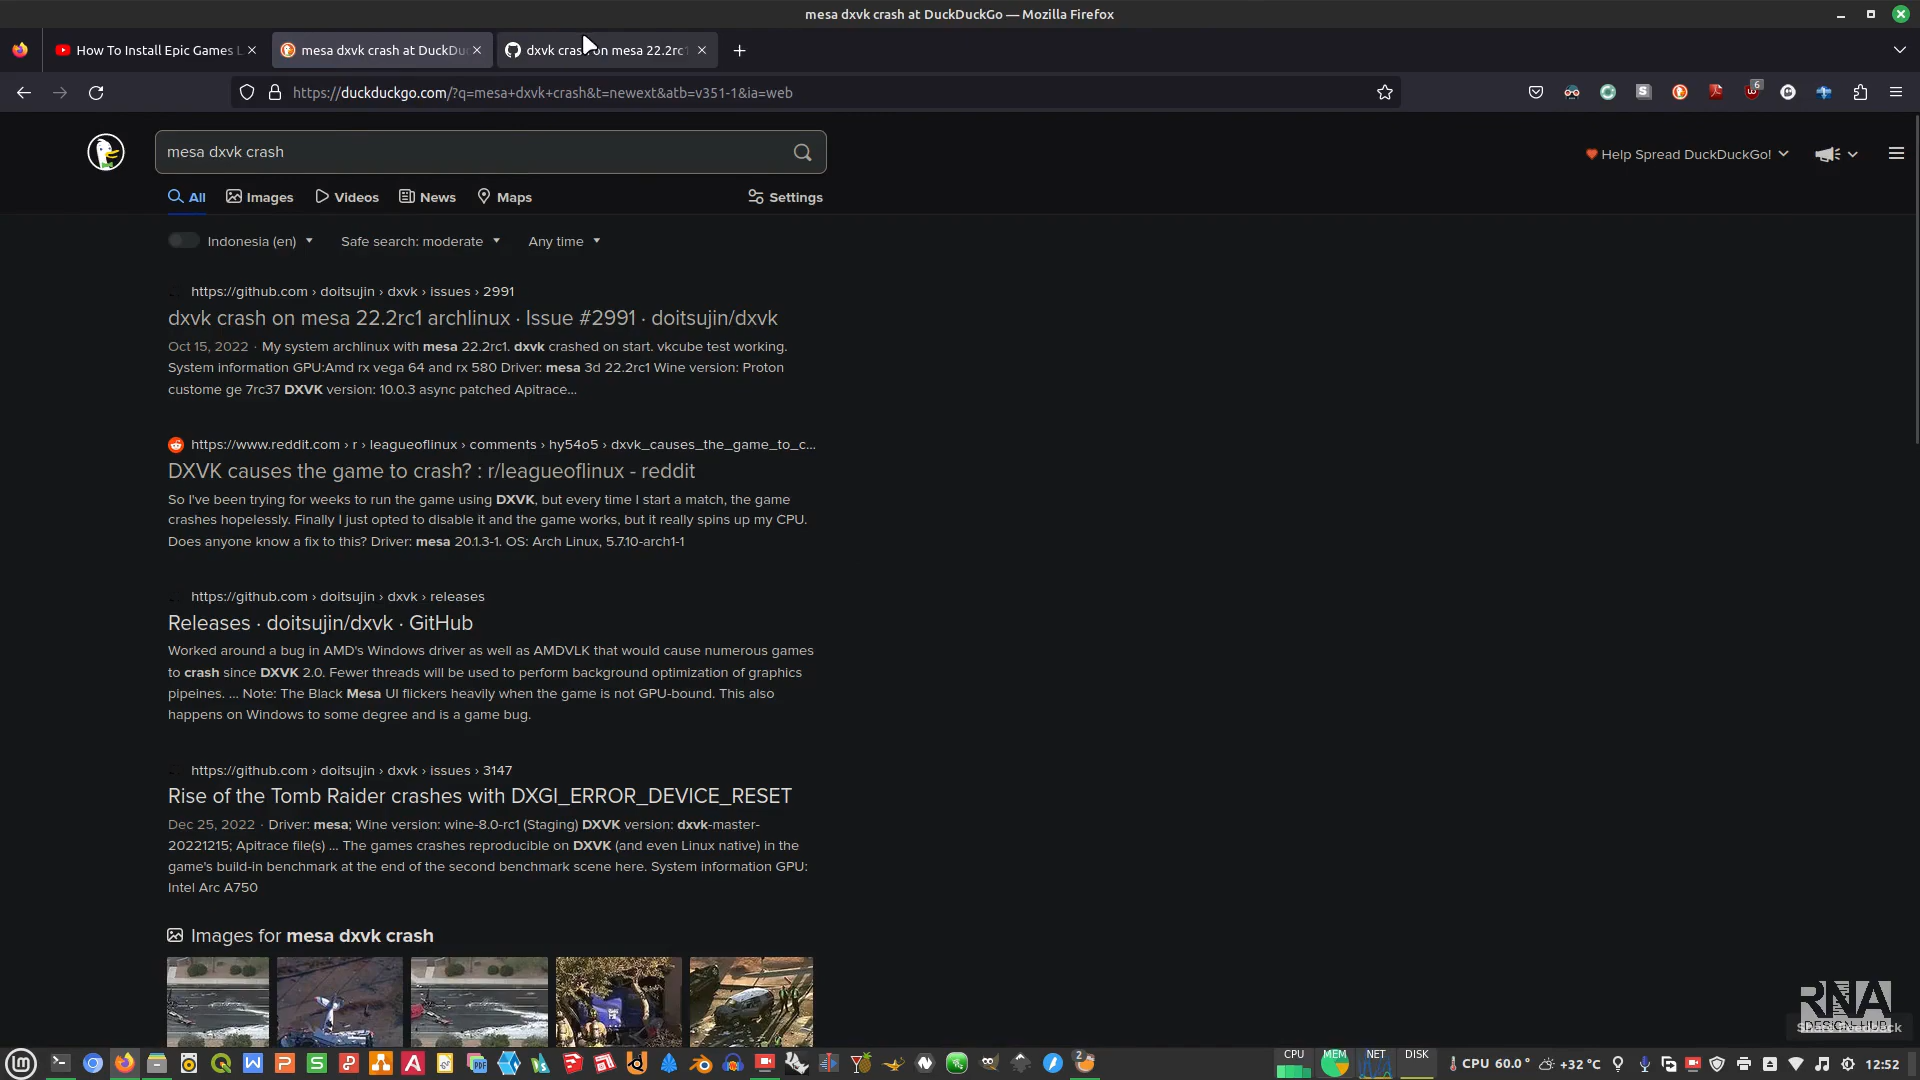 mesa dxvk crash at DuckDuckGo — Mozilla Firefox
How To Install Epic Games L
mesa dxvk crash at DuckDu
dxvk crash on mesa 22.2rc1
https://duckduckgo.com/?q=mesa+dxvk+crash&t=newext&atb=v351-1&ia=web
6
mesa dxvk crash
Help Spread DuckDuckGo!
All
Images
Videos
News
Maps
Settings
Indonesia (en)
Safe search: moderate
Any time
https://github.com › doitsujin › dxvk › issues › 2991
dxvk crash on mesa 22.2rc1 archlinux · Issue #2991 · doitsujin/dxvk
Oct 15, 2022 · My system archlinux with mesa 22.2rc1. dxvk crashed on start. vkcube test working.
System information GPU:Amd rx vega 64 and rx 580 Driver: mesa 3d 22.2rc1 Wine version: Proton
custome ge 7rc37 DXVK version: 10.0.3 async patched Apitrace...
https://www.reddit.com › r › leagueoflinux › comments › hy54o5 › dxvk_causes_the_game_to_c...
DXVK causes the game to crash? : r/leagueoflinux - reddit
So I've been trying for weeks to run the game using DXVK, but every time I start a match, the game
crashes hopelessly. Finally I just opted to disable it and the game works, but it really spins up my CPU.
Does anyone know a fix to this? Driver: mesa 20.1.3-1. OS: Arch Linux, 5.7.10-arch1-1
https://github.com › doitsujin › dxvk › releases
Releases · doitsujin/dxvk · GitHub
Worked around a bug in AMD's Windows driver as well as AMDVLK that would cause numerous games
to crash since DXVK 2.0. Fewer threads will be used to perform background optimization of graphics
pipeines. ... Note: The Black Mesa UI flickers heavily when the game is not GPU-bound. This also
happens on Windows to some degree and is a game bug.
https://github.com › doitsujin › dxvk › issues › 3147
Rise of the Tomb Raider crashes with DXGI_ERROR_DEVICE_RESET
Dec 25, 2022 · Driver: mesa; Wine version: wine-8.0-rc1 (Staging) DXVK version: dxvk-master-
20221215; Apitrace file(s) ... The games crashes reproducible on DXVK (and even Linux native) in the
game's build-in benchmark at the end of the second benchmark scene here. System information GPU:
Intel Arc A750
Images for mesa dxvk crash
RNA
DESIGN HUB
CPU
MEM
NET
DISK
CPU 60.0°
+32 °C
12:52